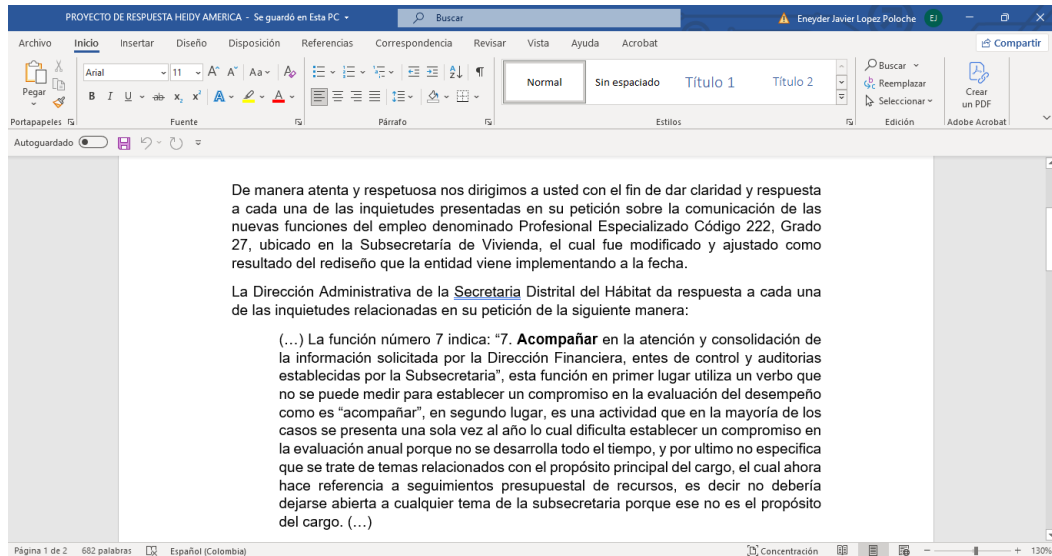 PROYECTO DE RESPUESTA HEIDY AMERICA - Se guardó en Esta PC
Buscar
Eneyder Javier Lopez Poloche
EJ
Archivo Inicio Insertar Diseño Disposición Referencias Correspondencia Revisar Vista Ayuda Acrobat
Compartir
Pegar
Arial 11
Normal
Sin espaciado
Título 1
Título 2
Buscar
Reemplazar
Seleccionar
Crear
un PDF
Portapapeles Fuente Párrafo Estilos Edición Adobe Acrobat
Autoguardado
De manera atenta y respetuosa nos dirigimos a usted con el fin de dar claridad y respuesta
a cada una de las inquietudes presentadas en su petición sobre la comunicación de las
nuevas funciones del empleo denominado Profesional Especializado Código 222, Grado
27, ubicado en la Subsecretaría de Vivienda, el cual fue modificado y ajustado como
resultado del rediseño que la entidad viene implementando a la fecha.
La Dirección Administrativa de la Secretaria Distrital del Hábitat da respuesta a cada una
de las inquietudes relacionadas en su petición de la siguiente manera:
(…) La función número 7 indica: “7. Acompañar en la atención y consolidación de
la información solicitada por la Dirección Financiera, entes de control y auditorias
establecidas por la Subsecretaria”, esta función en primer lugar utiliza un verbo que
no se puede medir para establecer un compromiso en la evaluación del desempeño
como es “acompañar”, en segundo lugar, es una actividad que en la mayoría de los
casos se presenta una sola vez al año lo cual dificulta establecer un compromiso en
la evaluación anual porque no se desarrolla todo el tiempo, y por ultimo no especifica
que se trate de temas relacionados con el propósito principal del cargo, el cual ahora
hace referencia a seguimientos presupuestal de recursos, es decir no debería
dejarse abierta a cualquier tema de la subsecretaria porque ese no es el propósito
del cargo. (…)
Página 1 de 2 682 palabras Español (Colombia) Concentración 130%